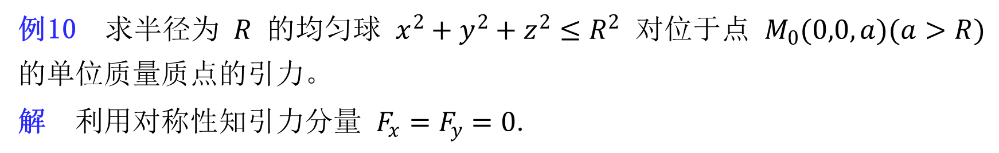 例10 求半径为 R 的均匀球 x² + y² + z² ≤ R² 对位于点 M₀(0,0,a)(a > R)
的单位质量质点的引力。
解 利用对称性知引力分量 Fₓ = Fᵧ = 0.